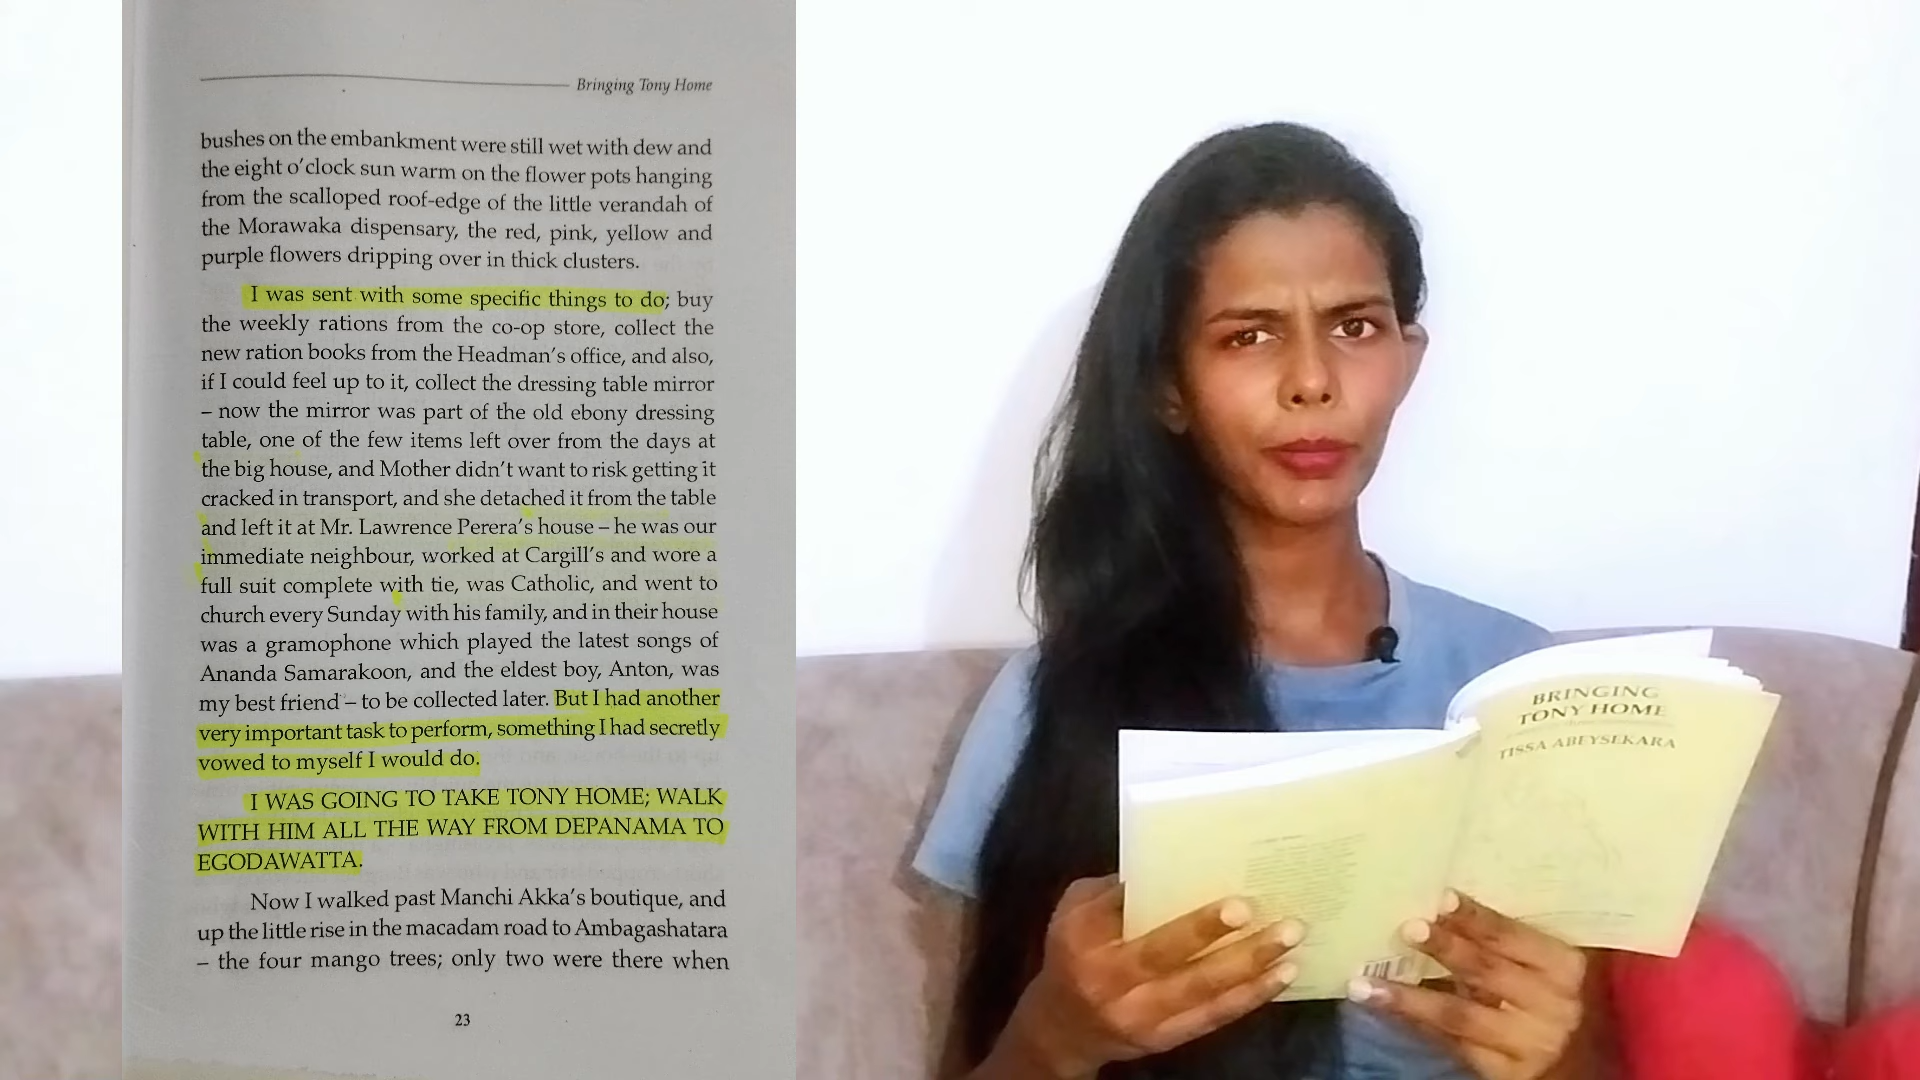 Bringing Tony Home
bushes on the embankment were still wet with dew and
the eight o'clock sun warm on the flower pots hanging
from the scalloped roof-edge of the little verandah of
the Morawaka dispensary, the red, pink, yellow and
purple flowers dripping over in thick clusters.
I was sent with some specific things to do; buy
the weekly rations from the co-op store, collect the
new ration books from the Headman's office, and also,
if I could feel up to it, collect the dressing table mirror
– now the mirror was part of the old ebony dressing
table, one of the few items left over from the days at
the big house, and Mother didn't want to risk getting it
cracked in transport, and she detached it from the table
and left it at Mr. Lawrence Perera's house – he was our
immediate neighbour, worked at Cargill's and wore a
full suit complete with tie, was Catholic, and went to
church every Sunday with his family, and in their house
was a gramophone which played the latest songs of
Ananda Samarakoon, and the eldest boy, Anton, was
my best friend – to be collected later. But I had another
very important task to perform, something I had secretly
vowed to myself I would do.
I WAS GOING TO TAKE TONY HOME; WALK
WITH HIM ALL THE WAY FROM DEPANAMA TO
EGODAWATTA.
Now I walked past Manchi Akka's boutique, and
up the little rise in the macadam road to Ambagashatara
– the four mango trees; only two were there when
23
BRINGING
TONY HOME
TISSA ABEYSEKARA